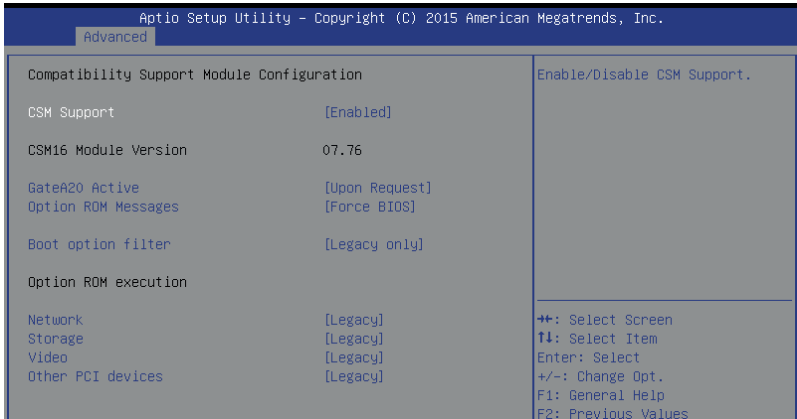 Aptio Setup Utility – Copyright (C) 2015 American Megatrends, Inc.
Advanced
Compatibility Support Module Configuration
CSM Support [Enabled]
CSM16 Module Version 07.76
GateA20 Active [Upon Request]
Option ROM Messages [Force BIOS]
Boot option filter [Legacy only]
Option ROM execution
Network [Legacy]
Storage [Legacy]
Video [Legacy]
Other PCI devices [Legacy]
Enable/Disable CSM Support.
→←: Select Screen
↑↓: Select Item
Enter: Select
+/-: Change Opt.
F1: General Help
F2: Previous Values